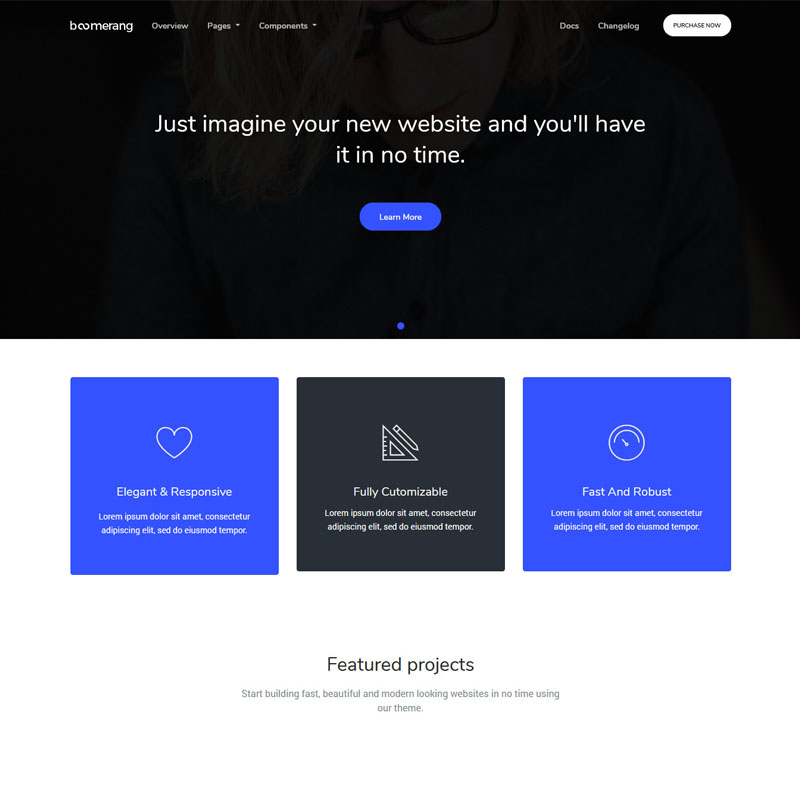 boomerang Overview Pages Components Docs Changelog PURCHASE NOW
Just imagine your new website and you'll have
it in no time.
Learn More
Elegant & Responsive
Lorem ipsum dolor sit amet, consectetur
adipiscing elit, sed do eiusmod tempor.
Fully Cutomizable
Lorem ipsum dolor sit amet, consectetur
adipiscing elit, sed do eiusmod tempor.
Fast And Robust
Lorem ipsum dolor sit amet, consectetur
adipiscing elit, sed do eiusmod tempor.
Featured projects
Start building fast, beautiful and modern looking websites in no time using
our theme.